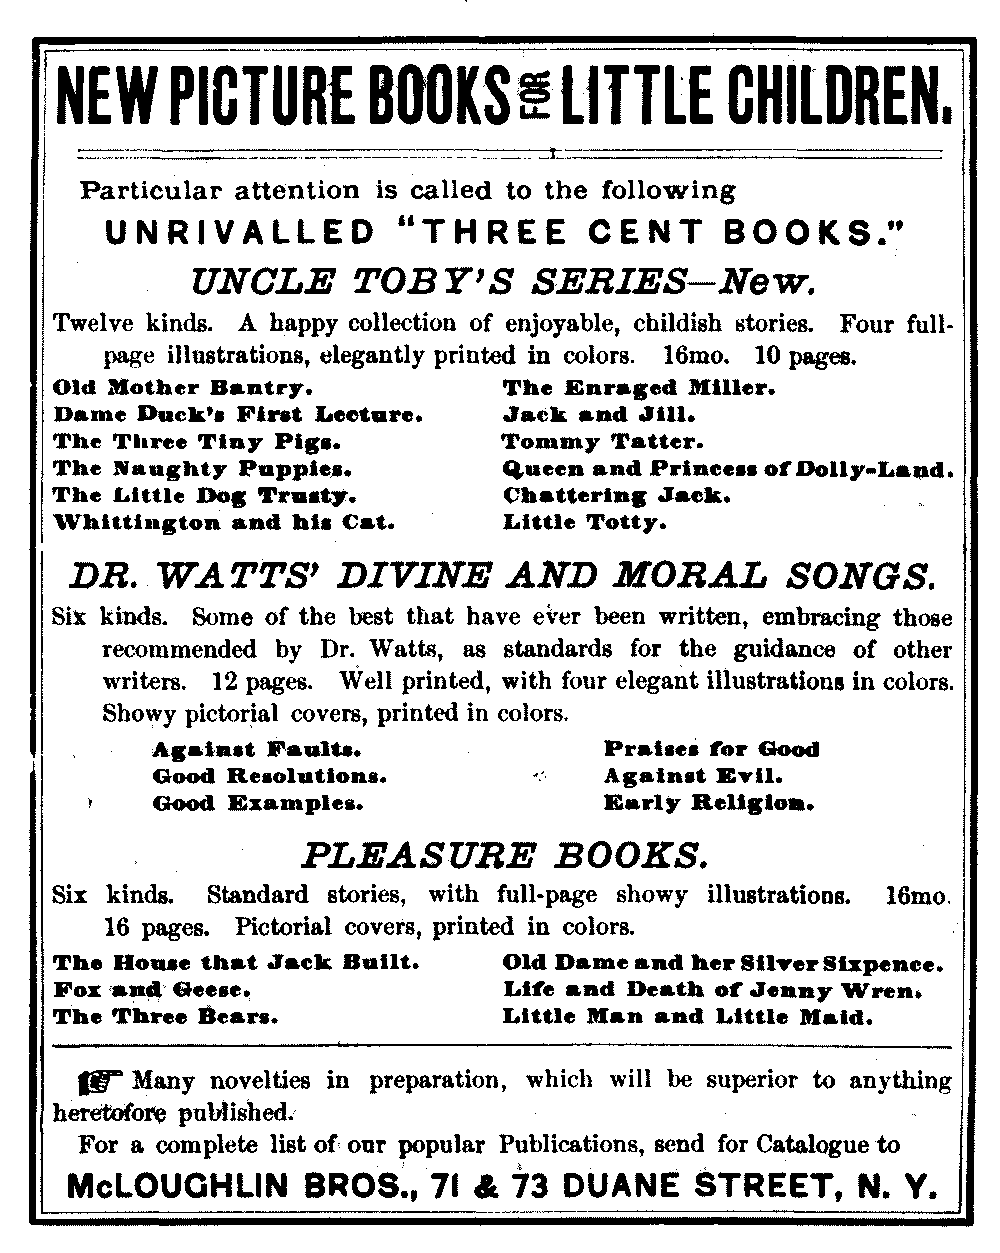 NEW PICTURE BOOKS FOR LITTLE CHILDREN.
Particular attention is called to the following
UNRIVALLED "THREE CENT BOOKS."
UNCLE TOBY'S SERIES—New.
Twelve kinds. A happy collection of enjoyable, childish stories. Four full-
page illustrations, elegantly printed in colors. 16mo. 10 pages.
Old Mother Bantry. The Enraged Miller.
Dame Duck's First Lecture. Jack and Jill.
The Three Tiny Pigs. Tommy Tatter.
The Naughty Puppies. Queen and Princess of Dolly-Land.
The Little Dog Trusty. Chattering Jack.
Whittington and his Cat. Little Totty.
DR. WATTS' DIVINE AND MORAL SONGS.
Six kinds. Some of the best that have ever been written, embracing those
recommended by Dr. Watts, as standards for the guidance of other
writers. 12 pages. Well printed, with four elegant illustrations in colors.
Showy pictorial covers, printed in colors.
Against Faults. Praises for Good
Good Resolutions. Against Evil.
Good Examples. Early Religion.
PLEASURE BOOKS.
Six kinds. Standard stories, with full-page showy illustrations. 16mo.
16 pages. Pictorial covers, printed in colors.
The House that Jack Built. Old Dame and her Silver Sixpence.
Fox and Geese. Life and Death of Jenny Wren.
The Three Bears. Little Man and Little Maid.
☞ Many novelties in preparation, which will be superior to anything
heretofore published.
For a complete list of our popular Publications, send for Catalogue to
McLOUGHLIN BROS., 71 & 73 DUANE STREET, N. Y.